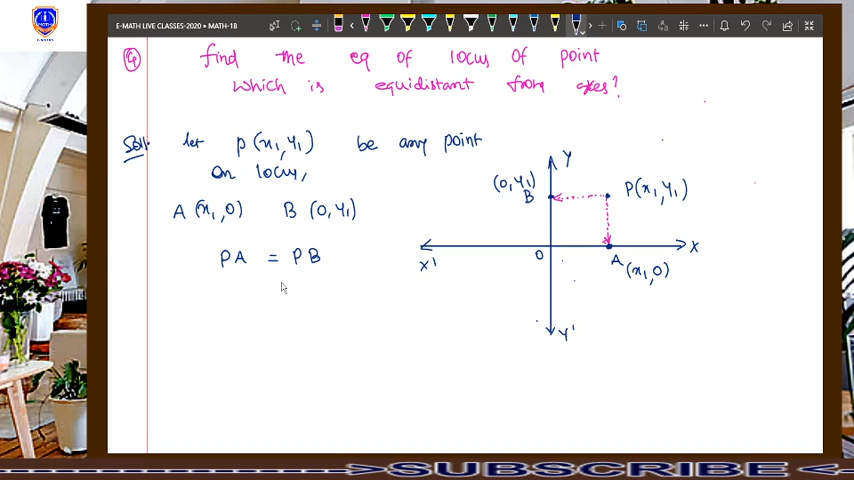 E-MATH LIVE CLASSES-2020 • MATH-18
Q find the eq of locus of point
which is equidistant from axes?
Soln. let P(x₁, y₁) be any point
on locus,
A (x₁, 0) B (0, y₁)
PA = PB
Y
(0, y₁)
B
P(x₁, y₁)
X'
O
X
A (x₁, 0)
Y'
>SUBSCRIBE<